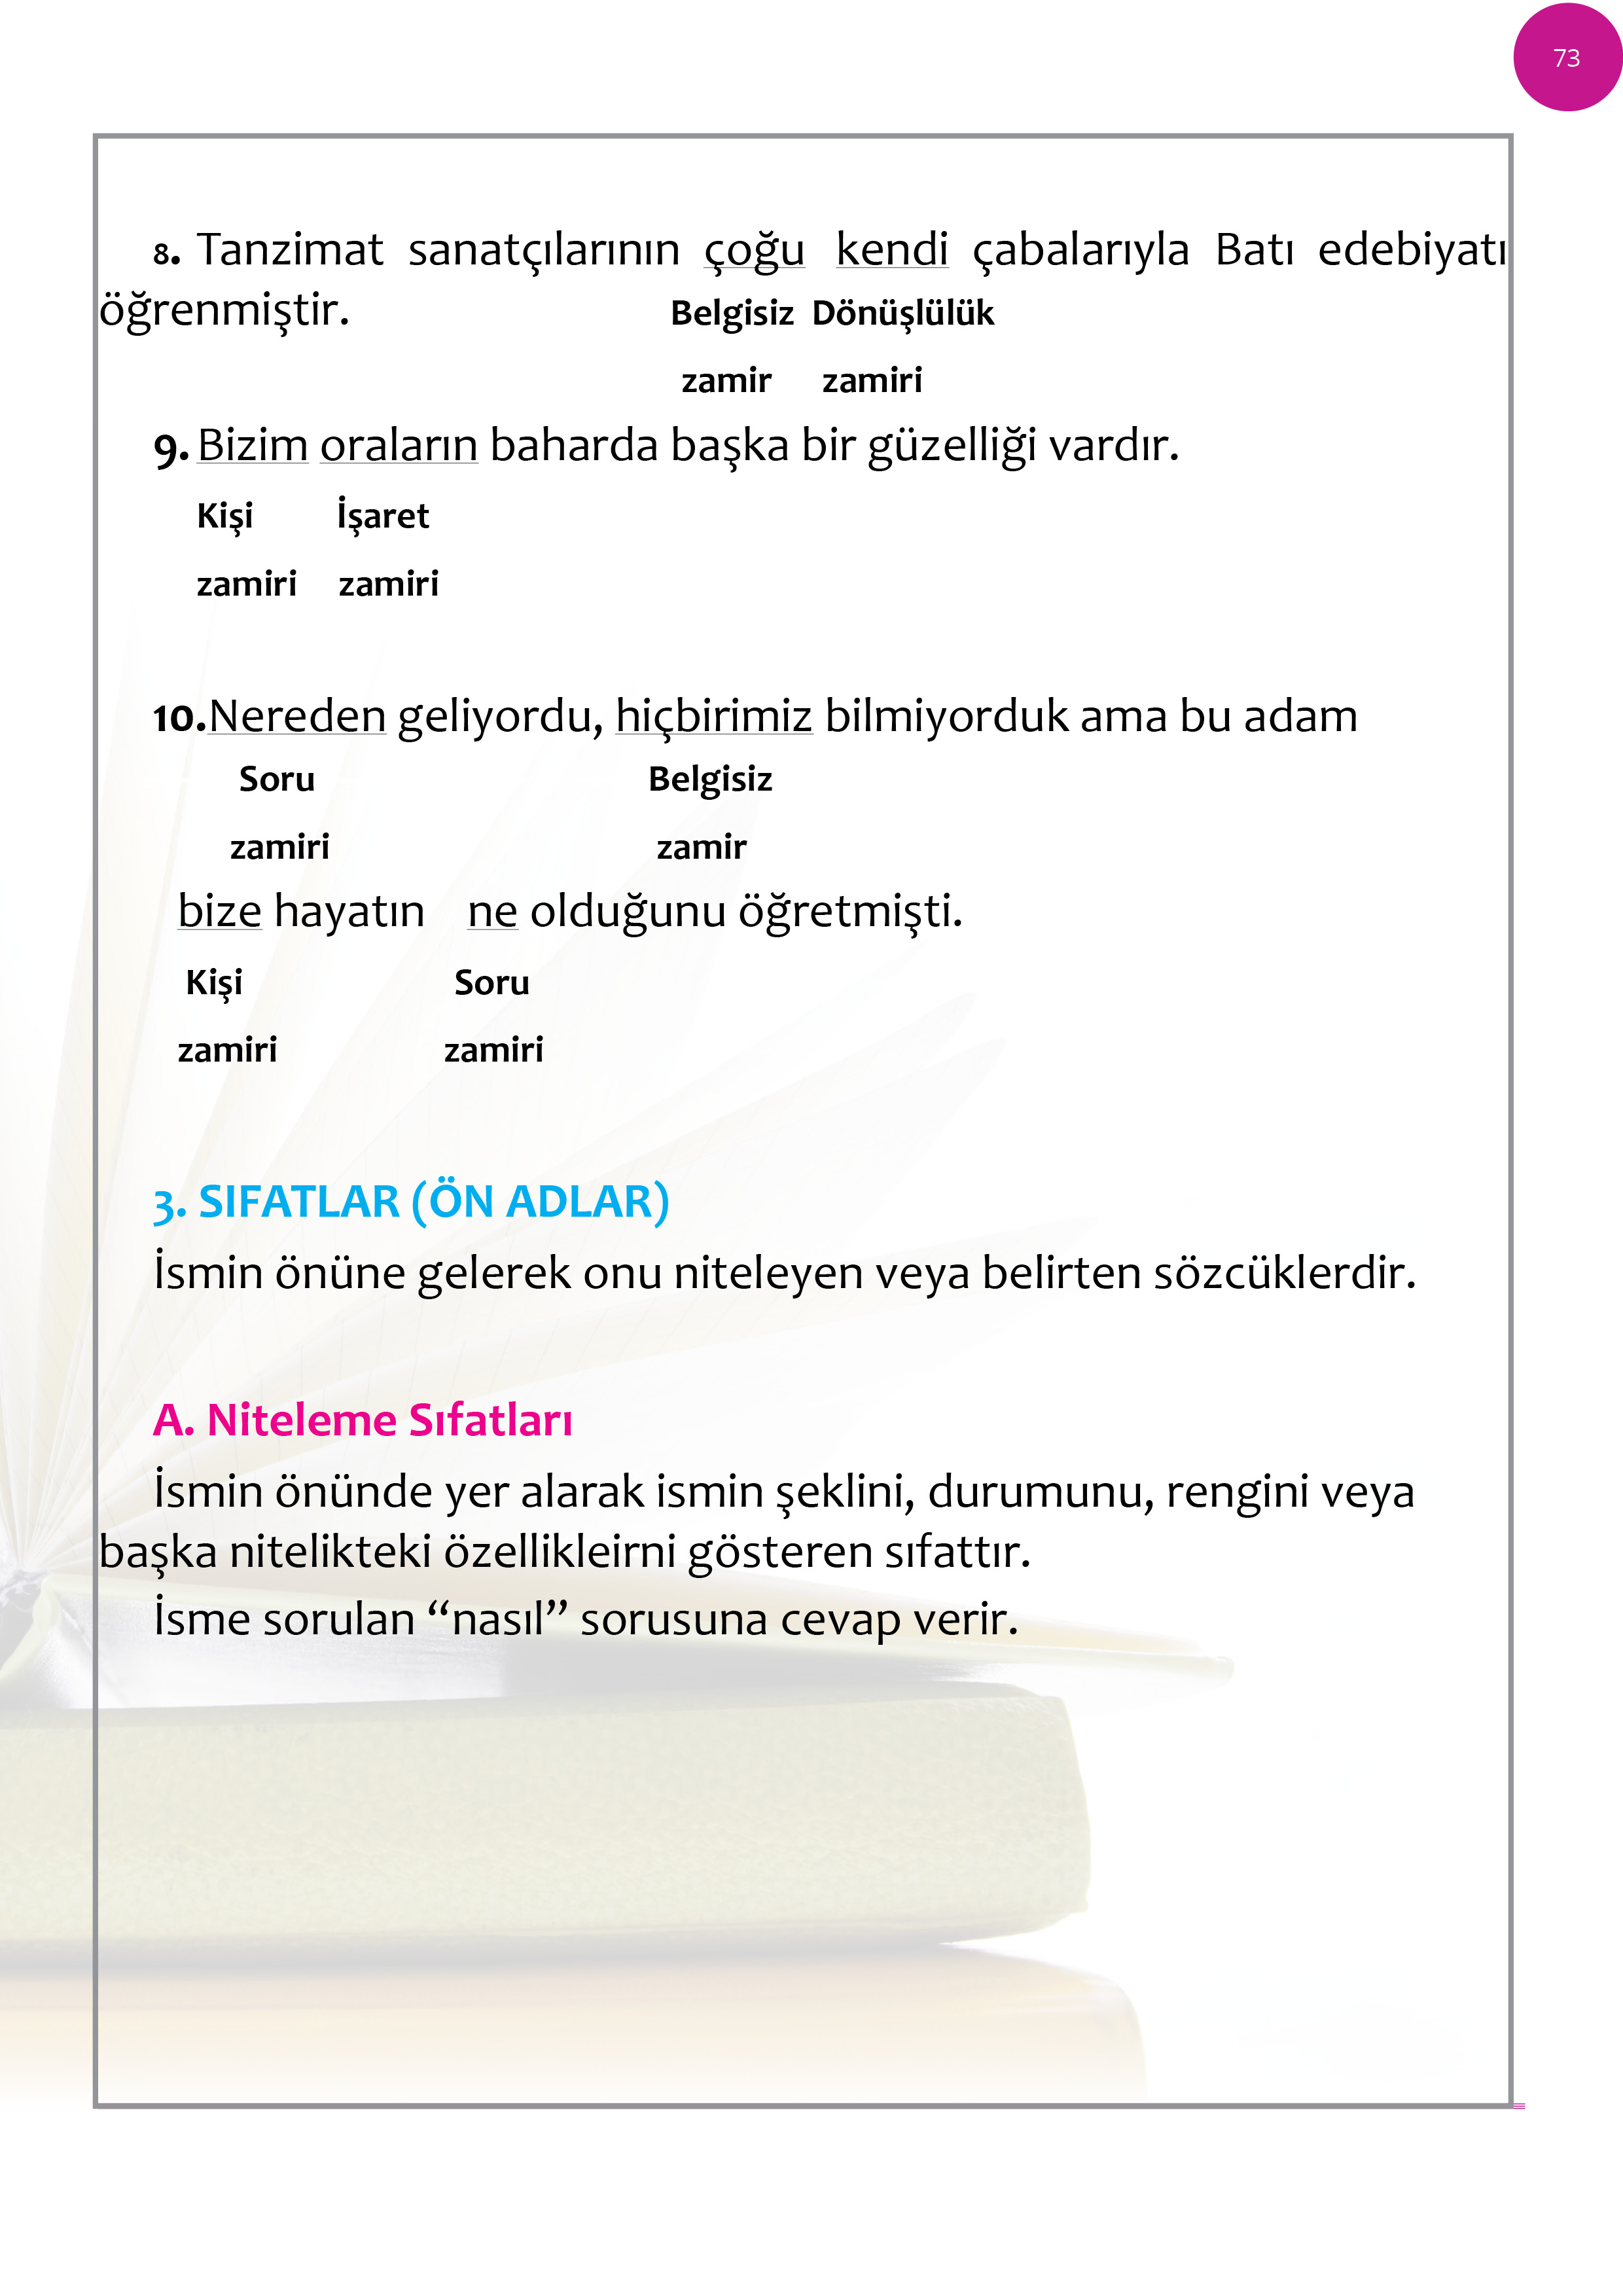 73
8. Tanzimat sanatçılarının çoğu kendi çabalarıyla Batı edebiyatı
öğrenmiştir. Belgisiz Dönüşlülük
zamir zamiri
9. Bizim oraların baharda başka bir güzelliği vardır.
Kişi İşaret
zamiri zamiri
10.Nereden geliyordu, hiçbirimiz bilmiyorduk ama bu adam
Soru Belgisiz
zamiri zamir
bize hayatın ne olduğunu öğretmişti.
Kişi Soru
zamiri zamiri
3. SIFATLAR (ÖN ADLAR)
İsmin önüne gelerek onu niteleyen veya belirten sözcüklerdir.
A. Niteleme Sıfatları
İsmin önünde yer alarak ismin şeklini, durumunu, rengini veya
başka nitelikteki özellikleirni gösteren sıfattır.
İsme sorulan “nasıl” sorusuna cevap verir.